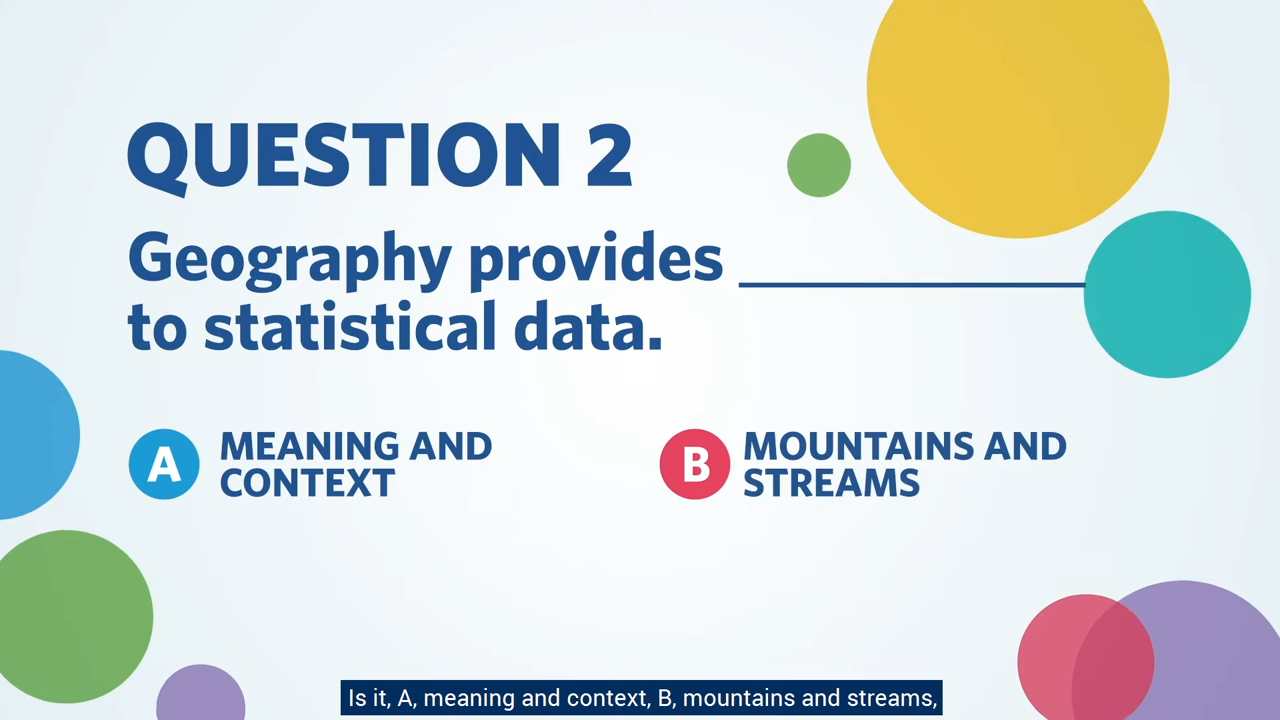 QUESTION 2
Geography provides
to statistical data.
A MEANING AND
CONTEXT
B MOUNTAINS AND
STREAMS
Is it, A, meaning and context, B, mountains and streams,